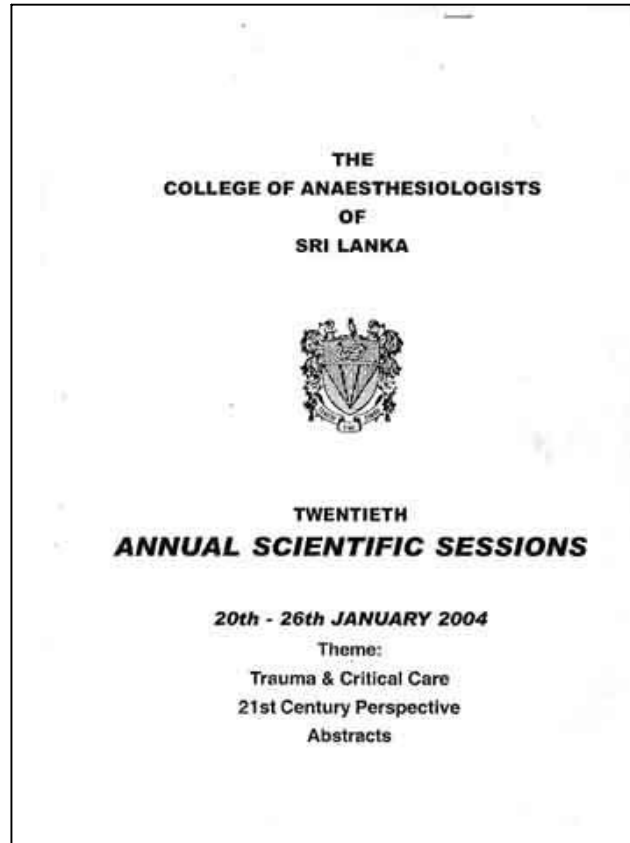 THE
COLLEGE OF ANAESTHESIOLOGISTS
OF
SRI LANKA
TWENTIETH
ANNUAL SCIENTIFIC SESSIONS
20th - 26th JANUARY 2004
Theme:
Trauma & Critical Care
21st Century Perspective
Abstracts